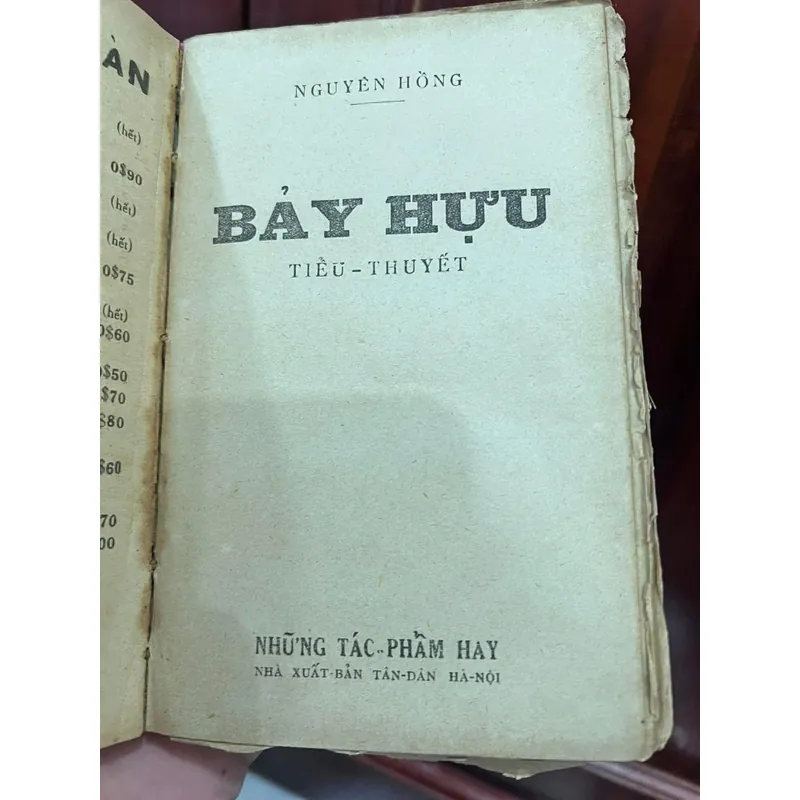 ÀN
(hết)
0$90
(hết)
(hết)
0$75
(hết)
0$60
0$50
$70
$80
$60
70
00
NGUYÊN HỒNG
BẢY HỰU
TIỂU - THUYẾT
NHỮNG TÁC-PHẨM HAY
NHÀ XUẤT-BẢN TÂN-DÂN HÀ-NỘI